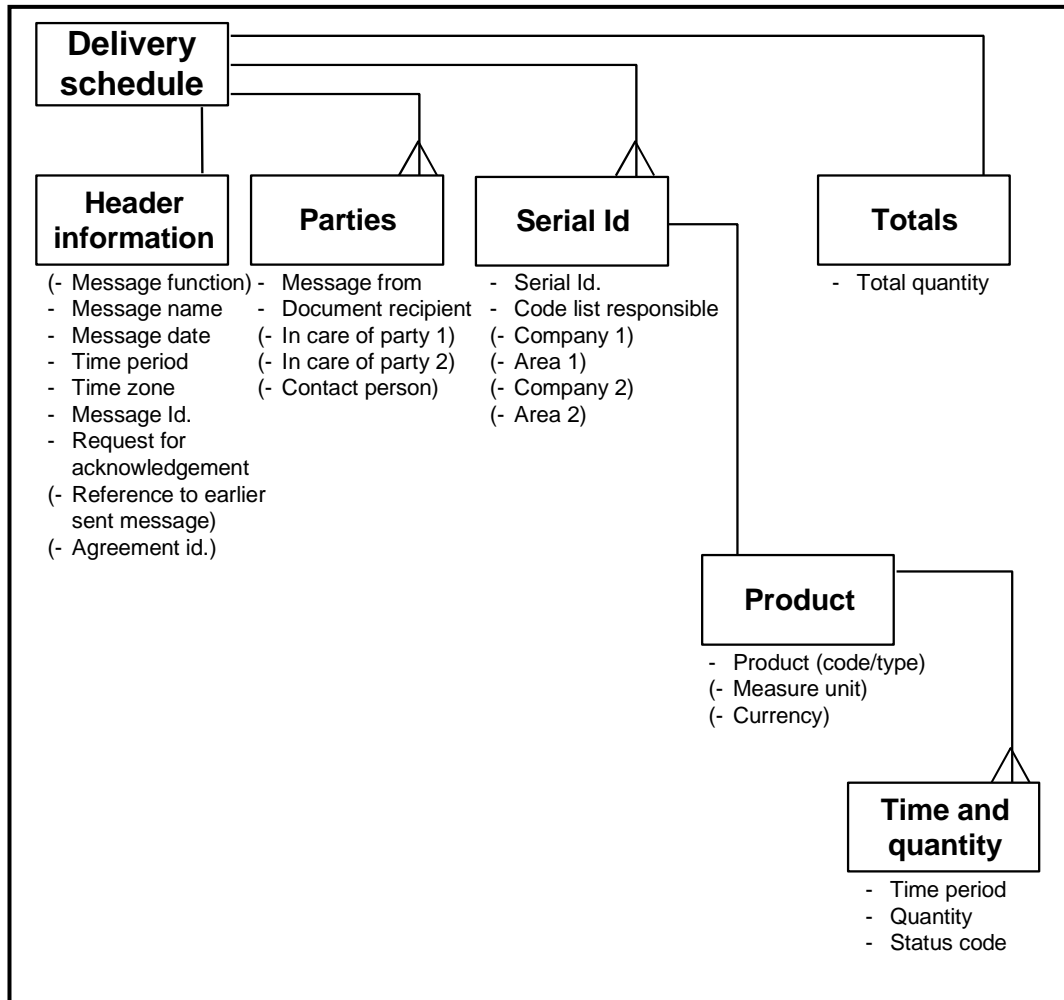 Delivery
schedule
Header
information
(- Message function)
- Message name
- Message date
- Time period
- Time zone
- Message Id.
- Request for
acknowledgement
(- Reference to earlier
sent message)
(- Agreement id.)
Parties
- Message from
- Document recipient
(- In care of party 1)
(- In care of party 2)
(- Contact person)
Serial Id
- Serial Id.
- Code list responsible
(- Company 1)
(- Area 1)
(- Company 2)
(- Area 2)
Totals
- Total quantity
Product
- Product (code/type)
(- Measure unit)
(- Currency)
Time and
quantity
- Time period
- Quantity
- Status code